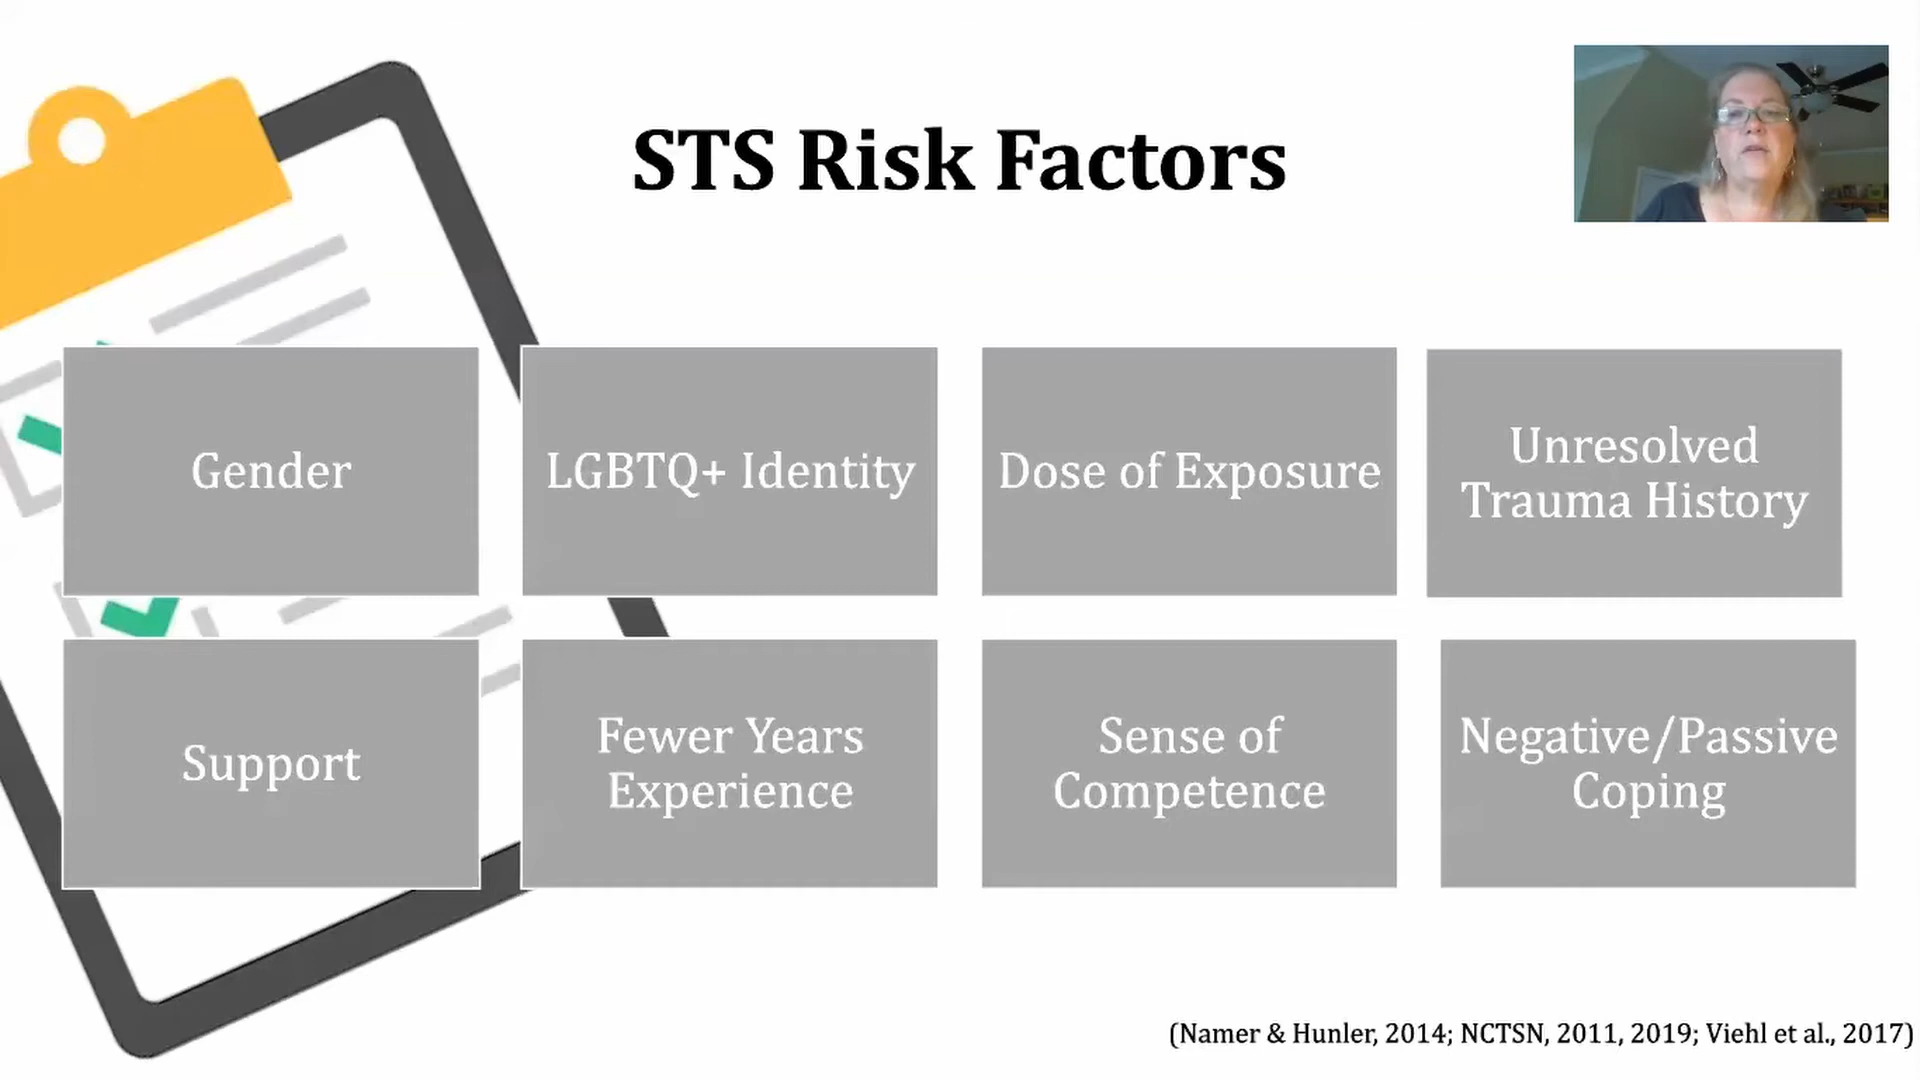 STS Risk Factors
Gender
LGBTQ+ Identity
Dose of Exposure
Unresolved
Trauma History
Support
Fewer Years
Experience
Sense of
Competence
Negative/Passive
Coping
(Namer & Hunler, 2014; NCTSN, 2011, 2019; Viehl et al., 2017)